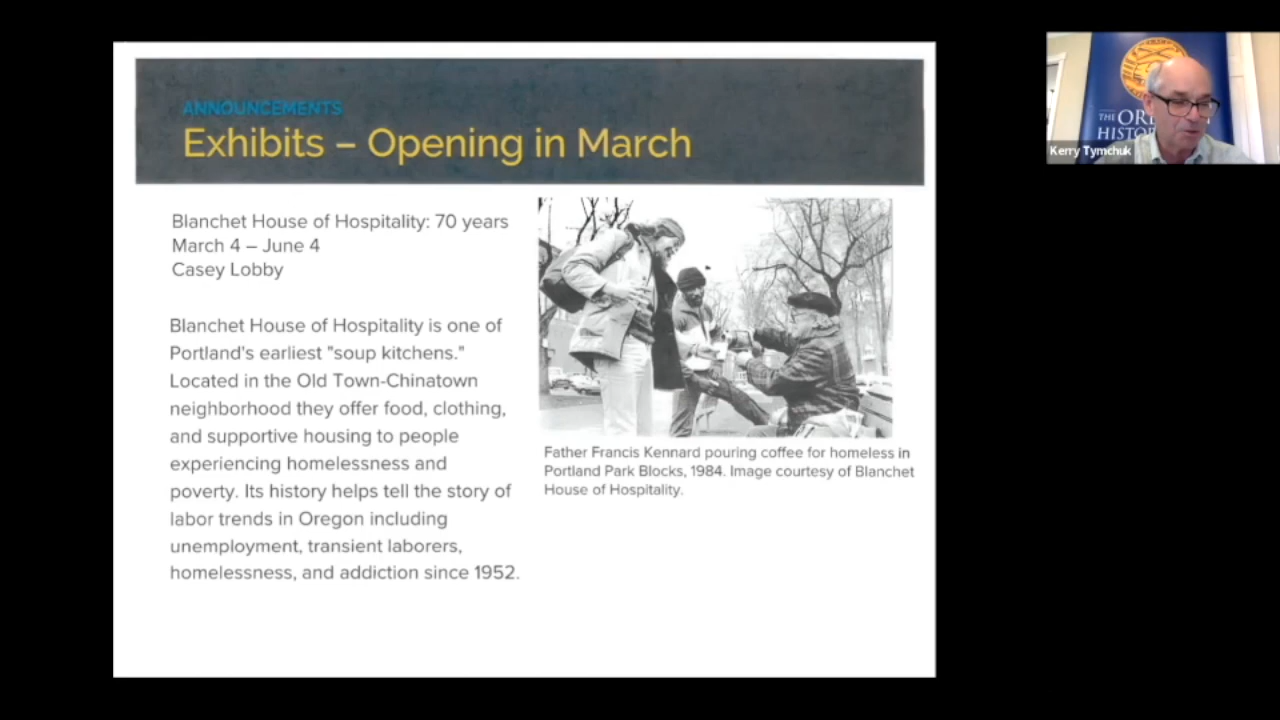 ANNOUNCEMENTS
Exhibits – Opening in March
Blanchet House of Hospitality: 70 years
March 4 – June 4
Casey Lobby
Blanchet House of Hospitality is one of
Portland's earliest "soup kitchens."
Located in the Old Town-Chinatown
neighborhood they offer food, clothing,
and supportive housing to people
experiencing homelessness and
poverty. Its history helps tell the story of
labor trends in Oregon including
unemployment, transient laborers,
homelessness, and addiction since 1952.
Father Francis Kennard pouring coffee for homeless in
Portland Park Blocks, 1984. Image courtesy of Blanchet
House of Hospitality.
THE
Kerry Tymchuk